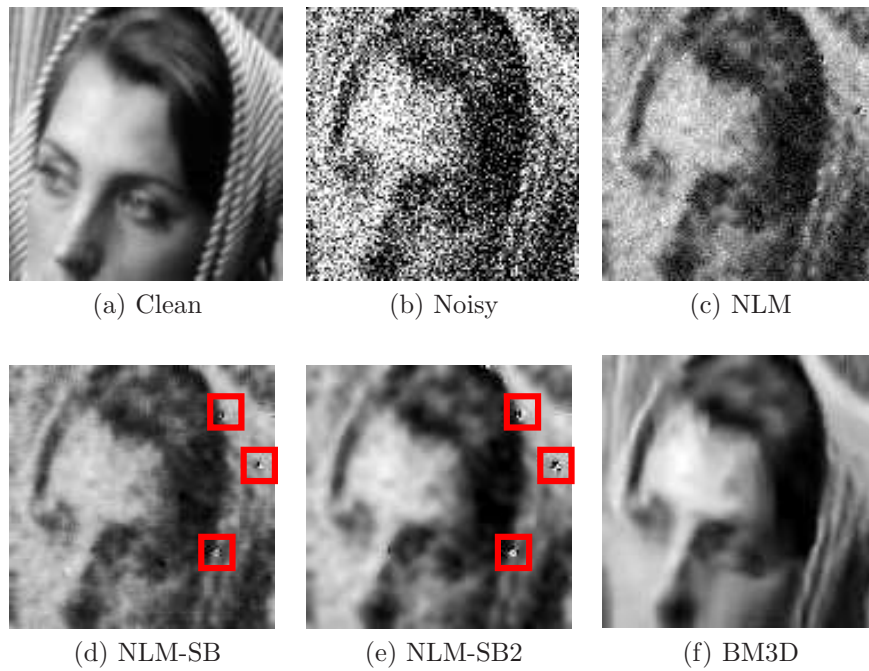 (a) Clean
(b) Noisy
(c) NLM
(d) NLM-SB
(e) NLM-SB2
(f) BM3D